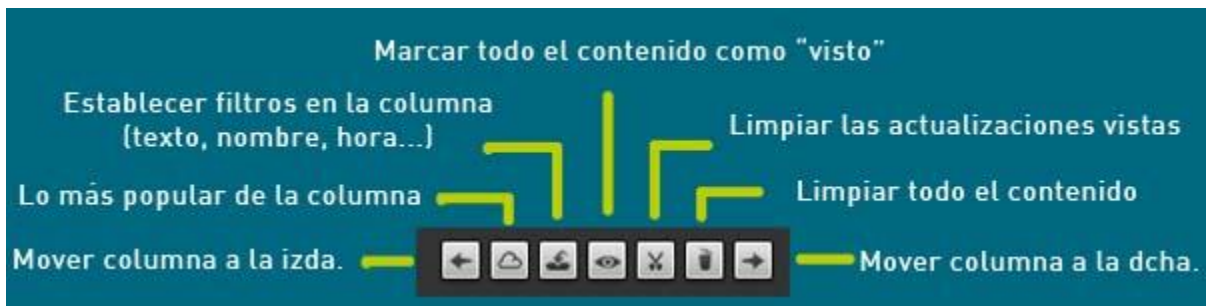 Marcar todo el contenido como "visto"
Establecer filtros en la columna
(texto, nombre, hora...)
Limpiar las actualizaciones vistas
Lo más popular de la columna
Limpiar todo el contenido
Mover columna a la izda.
Mover columna a la dcha.